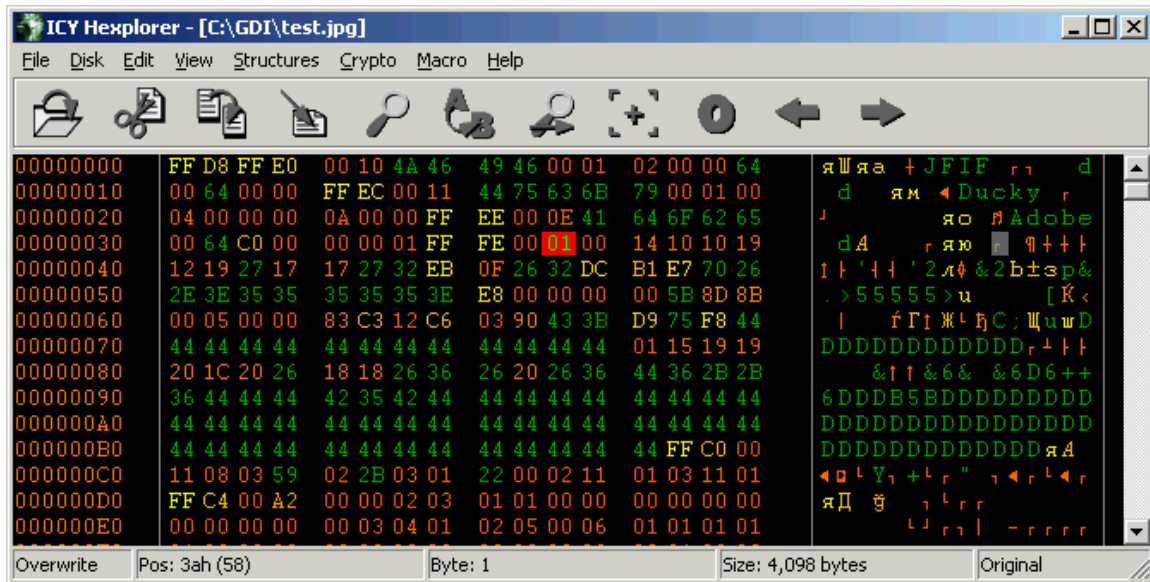 ICY Hexplorer - [C:\GDI\test.jpg]
File Disk Edit View Structures Crypto Macro Help
00000000 FF D8 FF E0 00 10 4A 46 49 46 00 01 02 00 00 64 яШяа JFIF d
00000010 00 64 00 00 FF EC 00 11 44 75 63 6B 79 00 01 00 d ям Ducky
00000020 04 00 00 00 0A 00 00 FF EE 00 0E 41 64 6F 62 65 яо Adobe
00000030 00 64 C0 00 00 00 01 FF FE 00 01 00 14 10 10 19 dА яю ¶
00000040 12 19 27 17 17 27 32 EB 0F 26 32 DC B1 E7 70 26 ' '2л &2Ь±зp&
00000050 2E 3E 35 35 35 35 35 3E E8 00 00 00 00 5B 8D 8B .>55555>и [Ќ‹
00000060 00 05 00 00 83 C3 12 C6 03 90 43 3B D9 75 F8 44 ѓГ Ж ђC;ЩuшD
00000070 44 44 44 44 44 44 44 44 44 44 44 44 01 15 19 19 DDDDDDDDDDDD
00000080 20 1C 20 26 18 18 26 36 26 20 26 36 44 36 2B 2B & &6& &6D6++
00000090 36 44 44 44 42 35 42 44 44 44 44 44 44 44 44 44 6DDDB5BDDDDDDDDD
000000A0 44 44 44 44 44 44 44 44 44 44 44 44 44 44 44 44 DDDDDDDDDDDDDDDD
000000B0 44 44 44 44 44 44 44 44 44 44 44 44 44 FF C0 00 DDDDDDDDDDDDDяА
000000C0 11 08 03 59 02 2B 03 01 22 00 02 11 01 03 11 01 Y + "
000000D0 FF C4 00 A2 00 00 02 03 01 01 00 00 00 00 00 00 яД ў
000000E0 00 00 00 00 00 03 04 01 02 05 00 06 01 01 01 01
Overwrite Pos: 3ah (58) Byte: 1 Size: 4,098 bytes Original